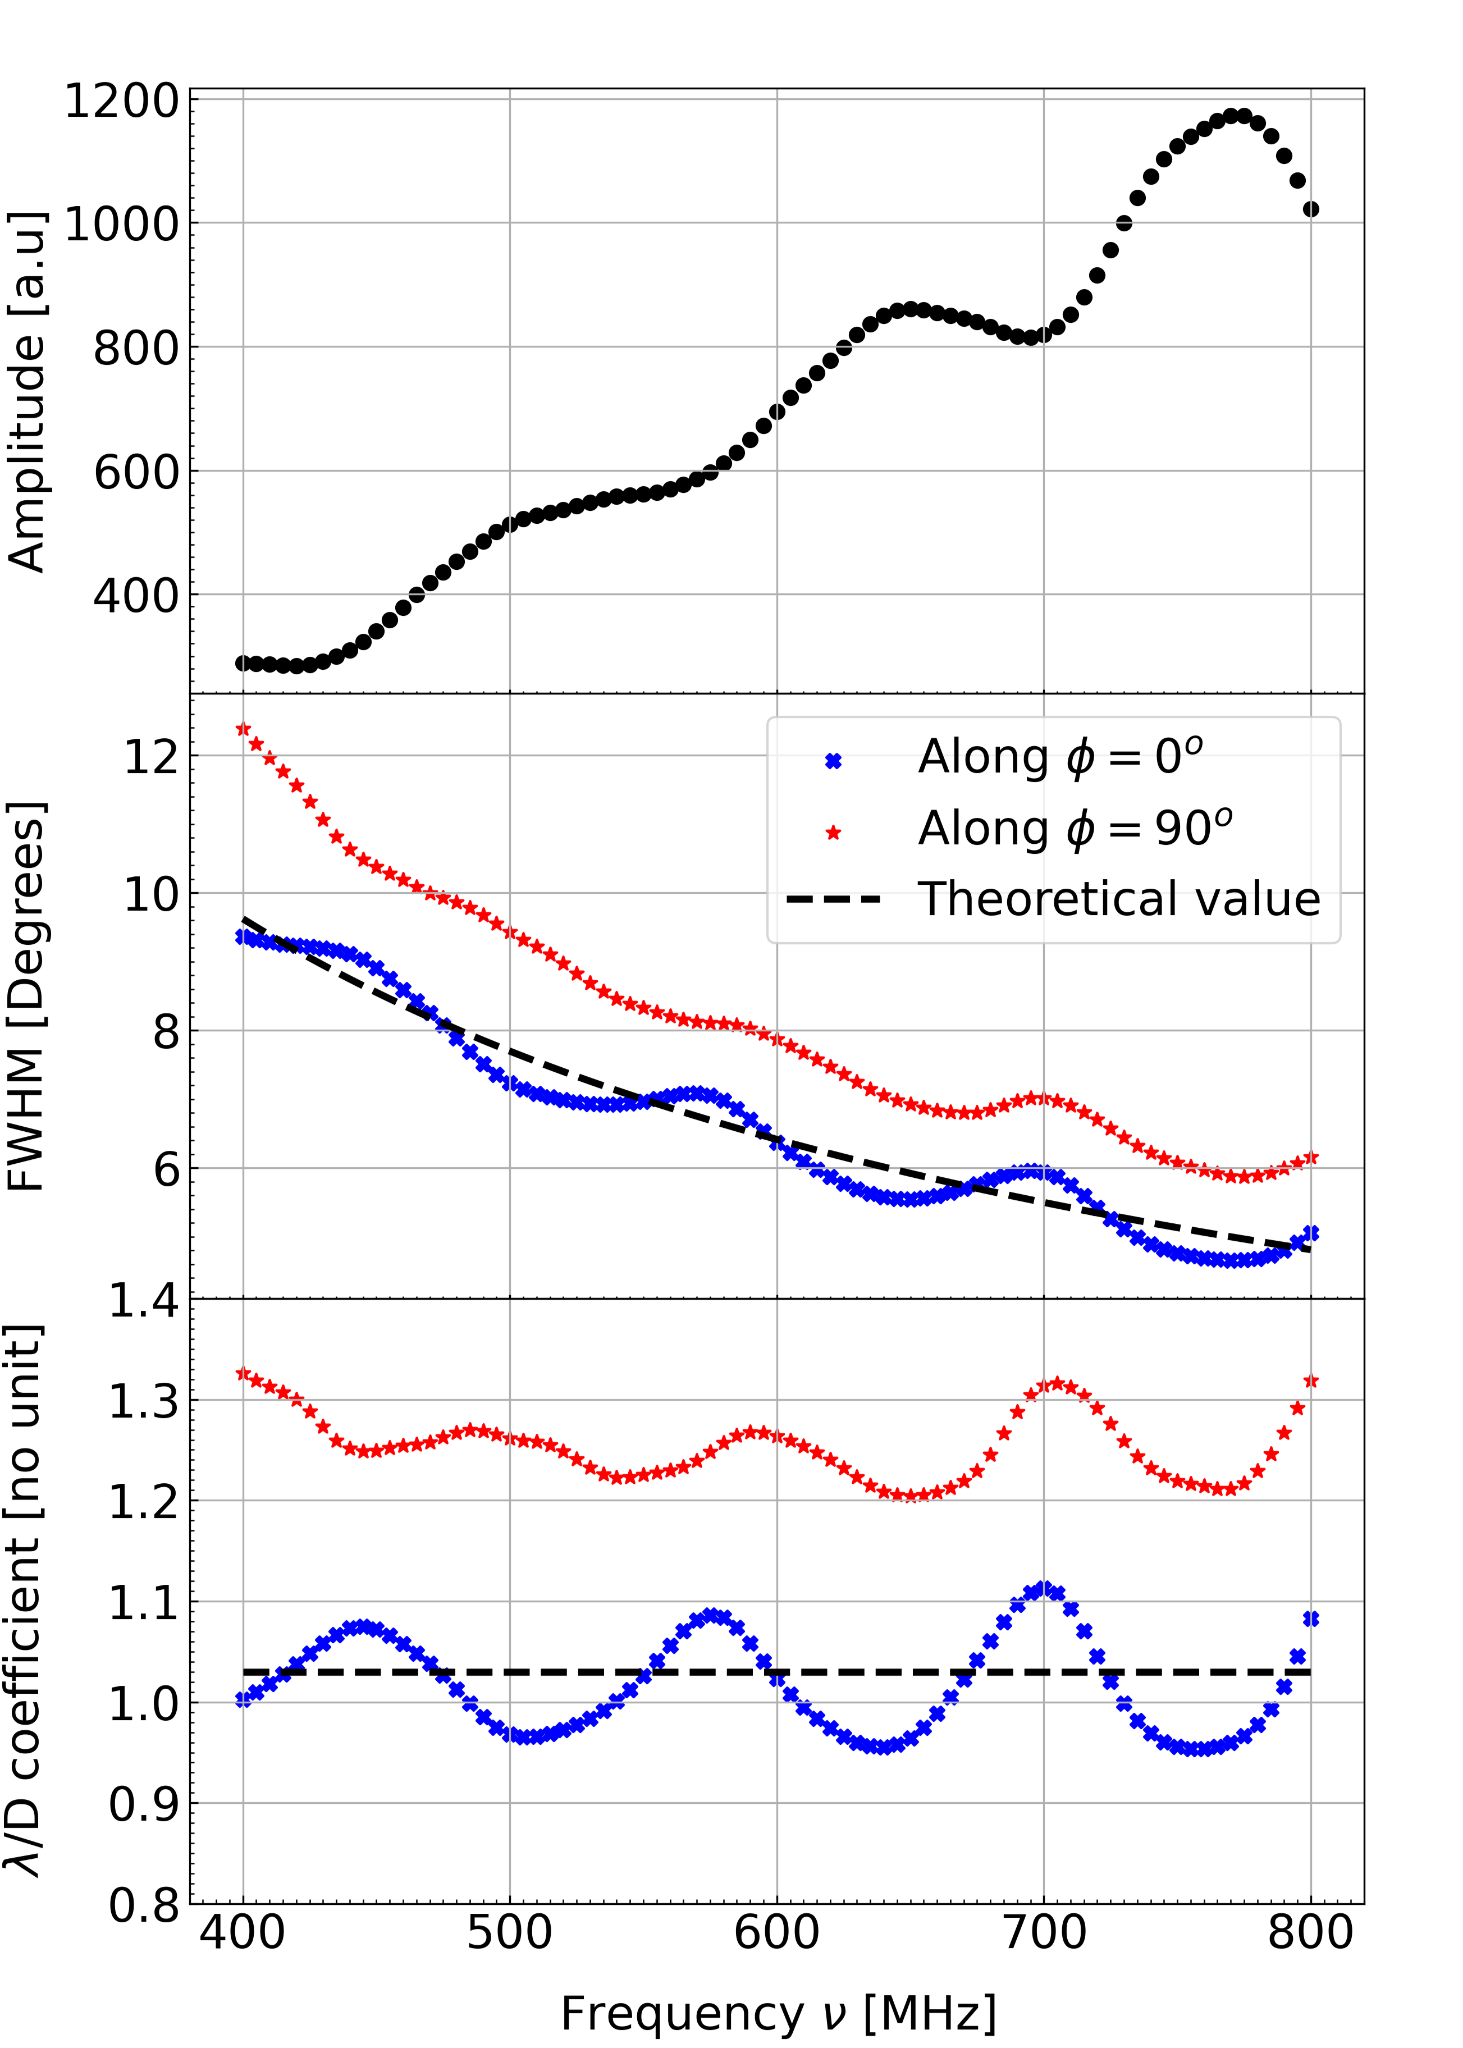 1200
1000
800
600
400
Amplitude [a.u]
12
10
8
6
FWHM [Degrees]
Along ϕ = 0°
Along ϕ = 90°
Theoretical value
1.4
1.3
1.2
1.1
1.0
0.9
0.8
λ/D coefficient [no unit]
400 500 600 700 800
Frequency ν [MHz]